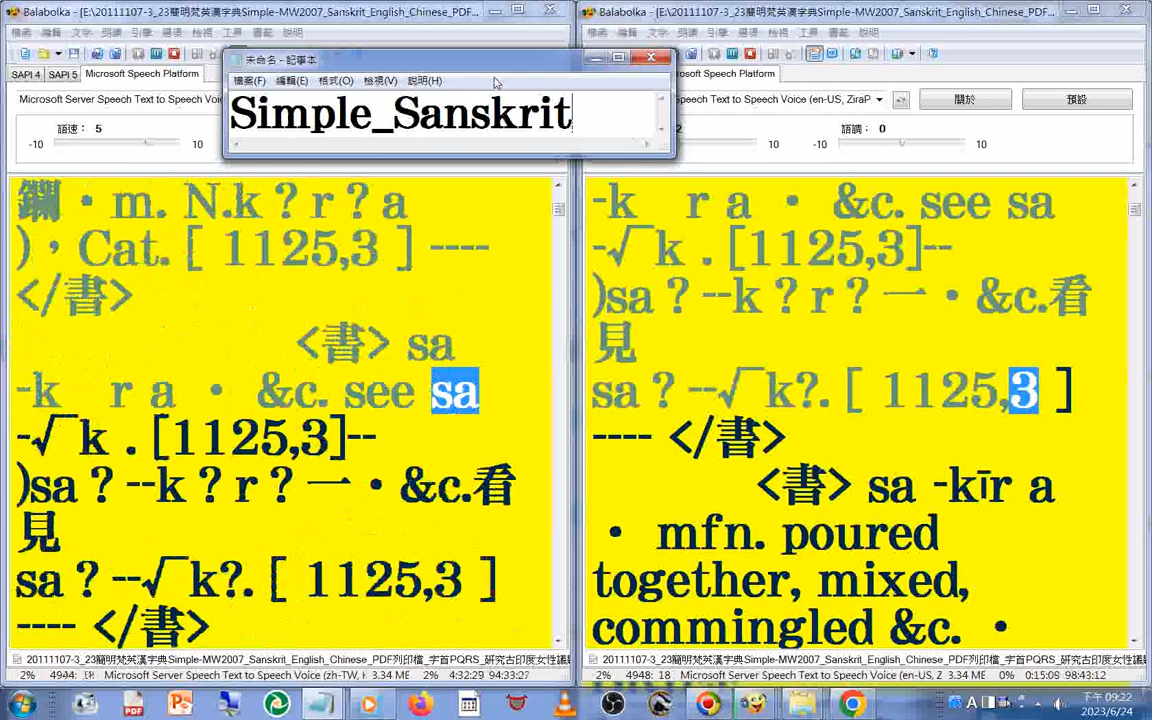 Balabolka - [E:\20111107-3_23簡明梵英漢字典Simple-MW2007_Sanskrit_English_Chinese_PDF...
Balabolka - [E:\20111107-3_23簡明梵英漢字典Simple-MW2007_Sanskrit_English_Chinese_PDF...
未命名 - 記事本
檔案(F) 編輯(E) 格式(O) 檢視(V) 說明(H)
Simple_Sanskrit
SAPI 4 SAPI 5 Microsoft Speech Platform
Microsoft Server Speech Text to Speech Voice
Text to Speech Voice (en-US, ZiraP
關於 預設
語速: 5
-10 10
2
10
語調: 0
-10 10
鑭‧m. N.k?r?a
),Cat. [ 1125,3 ] ----
</書>
<書> sa
-k r a ‧ &c. see sa
-√k . [1125,3]--
)sa?--k?r?一‧&c.看
見
sa?--√k?. [ 1125,3 ]
---- </書>
-k r a ‧ &c. see sa
-√k . [1125,3]--
)sa?--k?r?一‧&c.看
見
sa?--√k?. [ 1125,3 ]
---- </書>
<書> sa -kīr a
‧ mfn. poured
together, mixed,
commingled &c. ‧
20111107-3_23簡明梵英漢字典Simple-MW2007_Sanskrit_English_Chinese_PDF列印檔_字首PQRS_研究古印度女性議
20111107-3_23簡明梵英漢字典Simple-MW2007_Sanskrit_English_Chinese_PDF列印檔_字首PQRS_研究古印度女性議
2% 4944: Microsoft Server Speech Text to Speech Voice (zh-TW, H 3.34 ME 2% 4:32:29 94:33:27
2% 4948: 18 Microsoft Server Speech Text to Speech Voice (en-US, Z 3.34 ME 0% 0:15:09 98:43:12
下午 09:22
2023/6/24